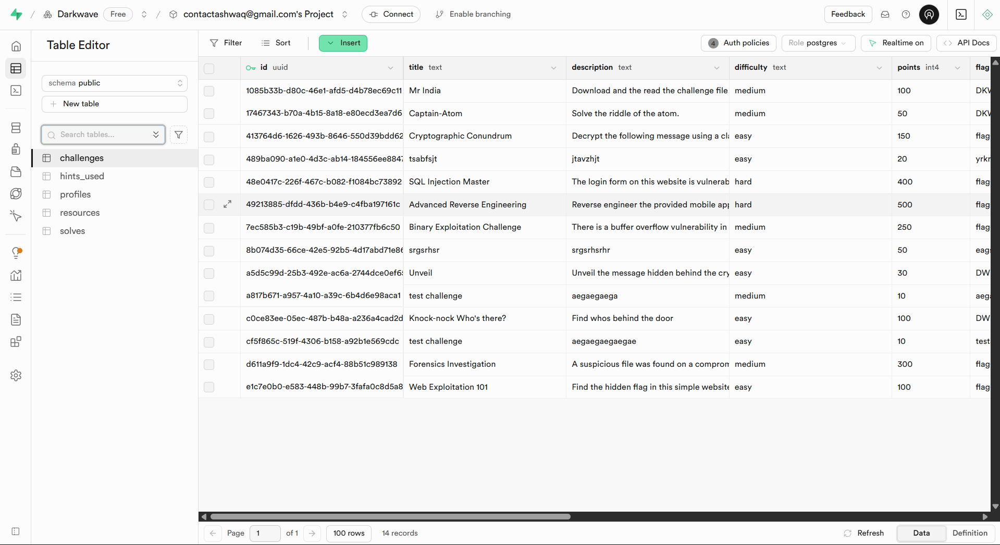 Darkwave Free contactashwaq@gmail.com's Project Connect Enable branching Feedback
Table Editor
schema public
New table
Search tables...
challenges
hints_used
profiles
resources
solves
Filter Sort Insert 4 Auth policies Role postgres Realtime on API Docs
id uuid title text description text difficulty text points int4 flag
1085b33b-d80c-46e1-afd5-d4b78ec69c11 Mr India Download and the read the challenge file medium 100 DKW
17467343-b70a-4b15-8a18-e80ecd3ea7d6 Captain-Atom Solve the riddle of the atom. medium 50 DKW
413764d6-1626-493b-8646-550d39bdd62 Cryptographic Conundrum Decrypt the following message using a cla easy 150 flag
489ba090-a1e0-4d3c-ab14-184556ee8847 tsabfsjt jtavzhjt easy 20 yrkr
48e0417c-226f-467c-b082-f1084bc73892 SQL Injection Master The login form on this website is vulnerab hard 400 flag
49213885-dfdd-436b-b4e9-c4fba197161c Advanced Reverse Engineering Reverse engineer the provided mobile app hard 500 flag
7ec585b3-c19b-49bf-a0fe-210377fb6c50 Binary Exploitation Challenge There is a buffer overflow vulnerability in medium 250 flag
8b074d35-66ce-42e5-92b5-4d17abd71e86 srgsrhsr srgsrhsrhr easy 50 eags
a5d5c99d-25b3-492e-ac6a-2744dce0ef65 Unveil Unveil the message hidden behind the cry easy 30 DW
a817b671-a957-4a10-a39c-6b4d6e98aca1 test challenge aegaegaega medium 10 aega
c0ce83ee-05ec-487b-b48a-a236a4cad2d Knock-nock Who's there? Find whos behind the door easy 100 DW
cf5f865c-519f-4306-b158-a92b1e569cdc test challenge aegaegaegaegae easy 10 test
d611a9f9-1dc4-42c9-acf4-88b51c989138 Forensics Investigation A suspicious file was found on a comprom medium 300 flag
e1c7e0b0-e583-448b-99b7-3fafa0c8d5a8 Web Exploitation 101 Find the hidden flag in this simple website easy 100 flag
Page 1 of 1 100 rows 14 records Refresh Data Definition